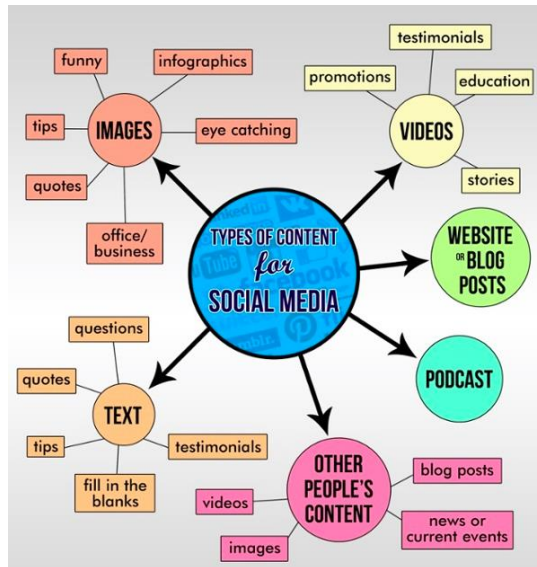 TYPES OF CONTENT
for
SOCIAL MEDIA
IMAGES
funny
infographics
tips
eye catching
quotes
office/
business
VIDEOS
testimonials
promotions
education
stories
WEBSITE
OR BLOG
POSTS
PODCAST
OTHER
PEOPLE'S
CONTENT
blog posts
videos
news or
current events
images
TEXT
questions
quotes
tips
testimonials
fill in the
blanks
facebook
Tube